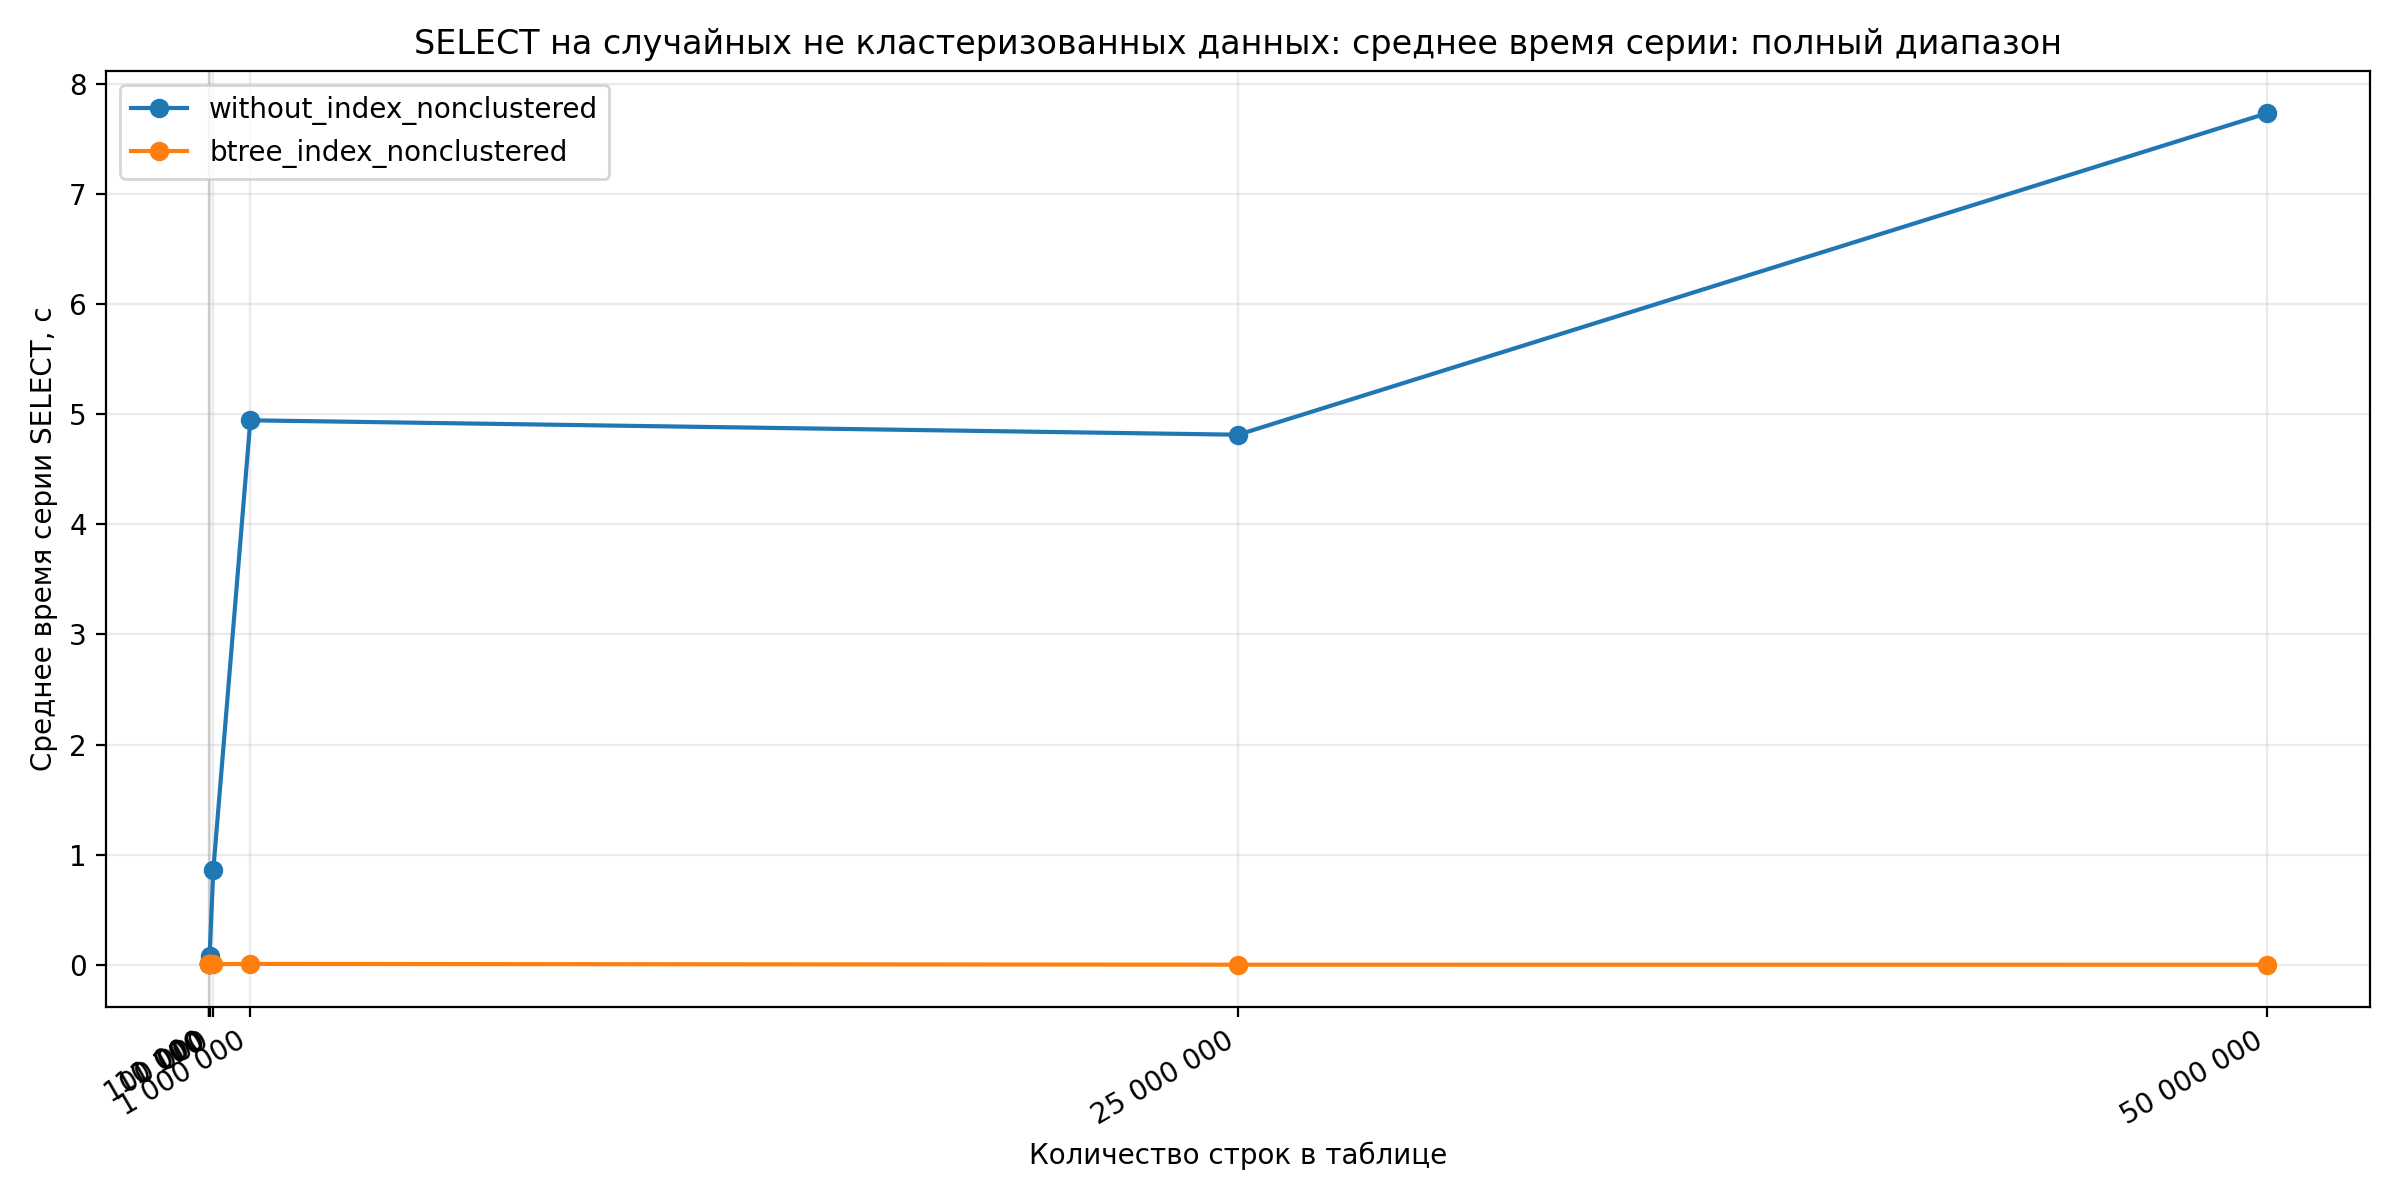 SELECT на случайных не кластеризованных данных: среднее время серии: полный диапазон
without_index_nonclustered
btree_index_nonclustered
Среднее время серии SELECT, с
8
7
6
5
4
3
2
1
0
1 000 000
25 000 000
50 000 000
Количество строк в таблице